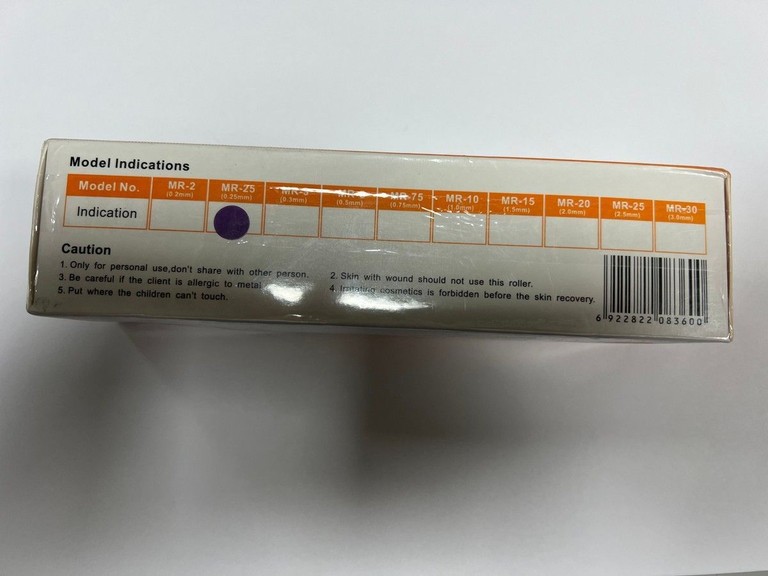 Model Indications
Model No. MR-2 MR-25 MR-3 MR-75 MR-10 MR-15 MR-20 MR-25 MR-30
(0.2mm) (0.25mm) (0.3mm) (0.5mm) (0.75mm) (1.0mm) (1.5mm) (2.0mm) (2.5mm) (3.0mm)
Indication
Caution
1. Only for personal use,don't share with other person. 2. Skin with wound should not use this roller.
3. Be careful if the client is allergic to metal 4. Irritating cosmetics is forbidden before the skin recovery.
5. Put where the children can't touch.
6 922822 083600